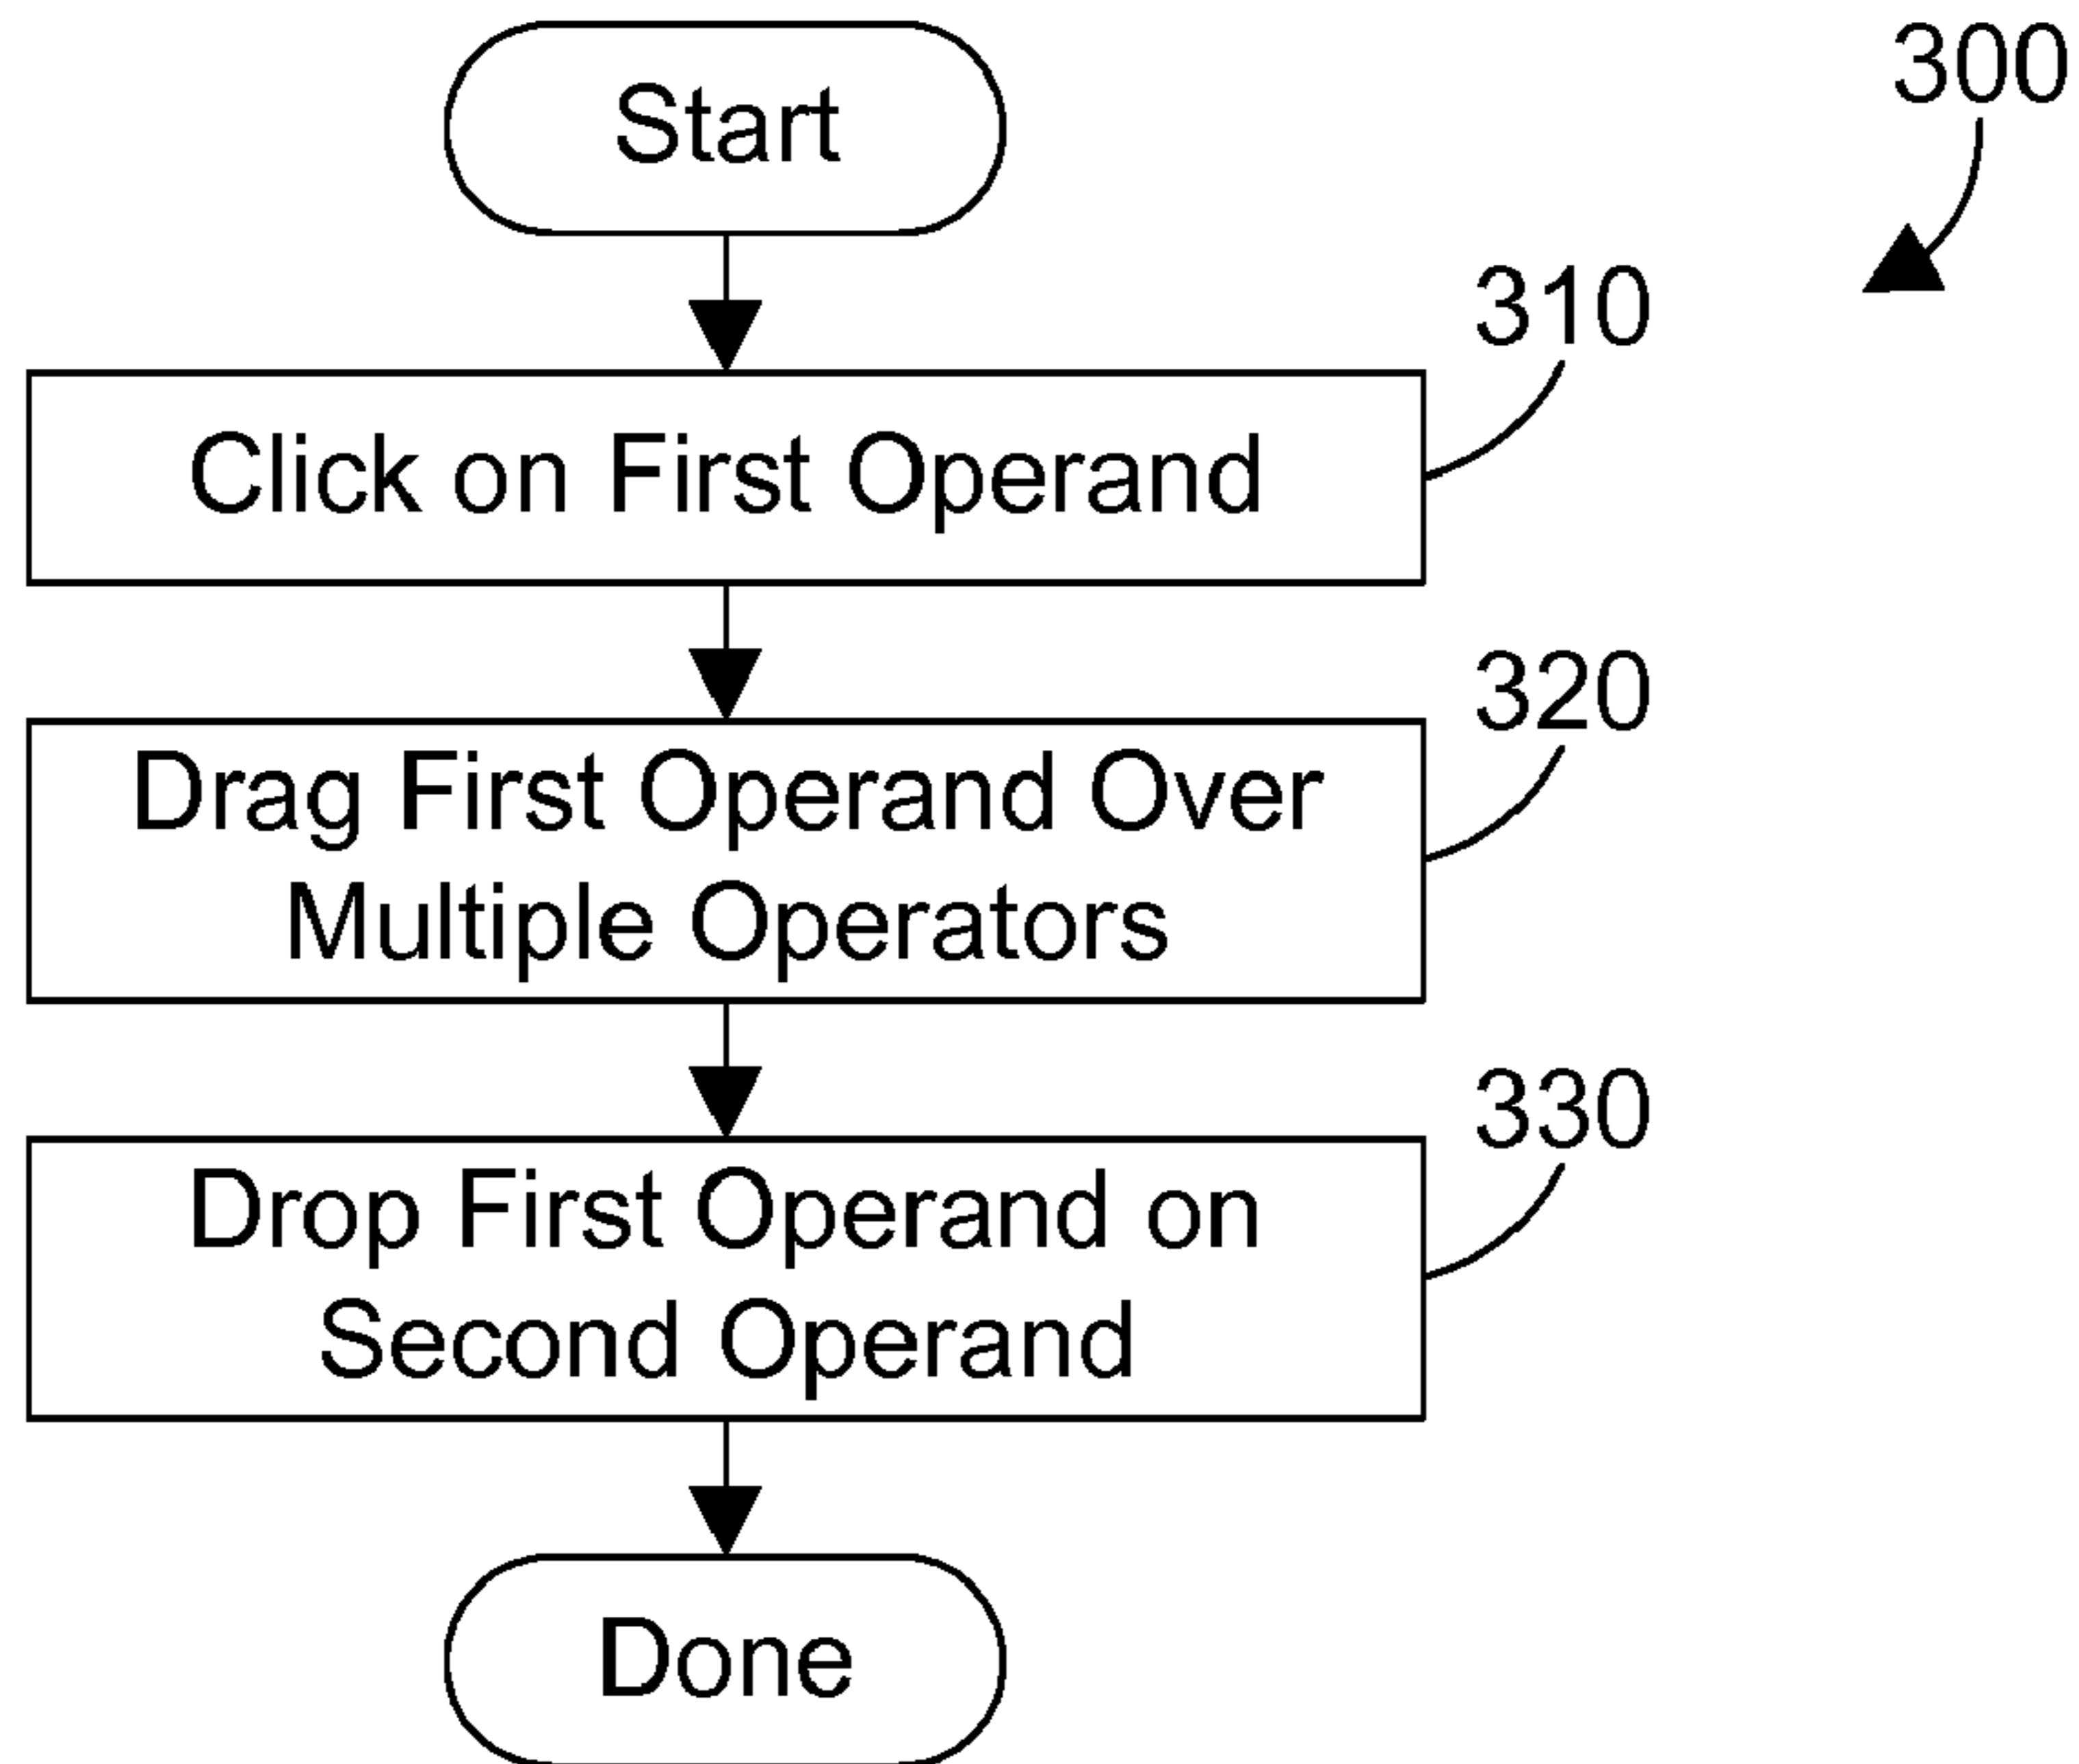 Start
300
310
Click on First Operand
320
Drag First Operand Over
Multiple Operators
330
Drop First Operand on
Second Operand
Done